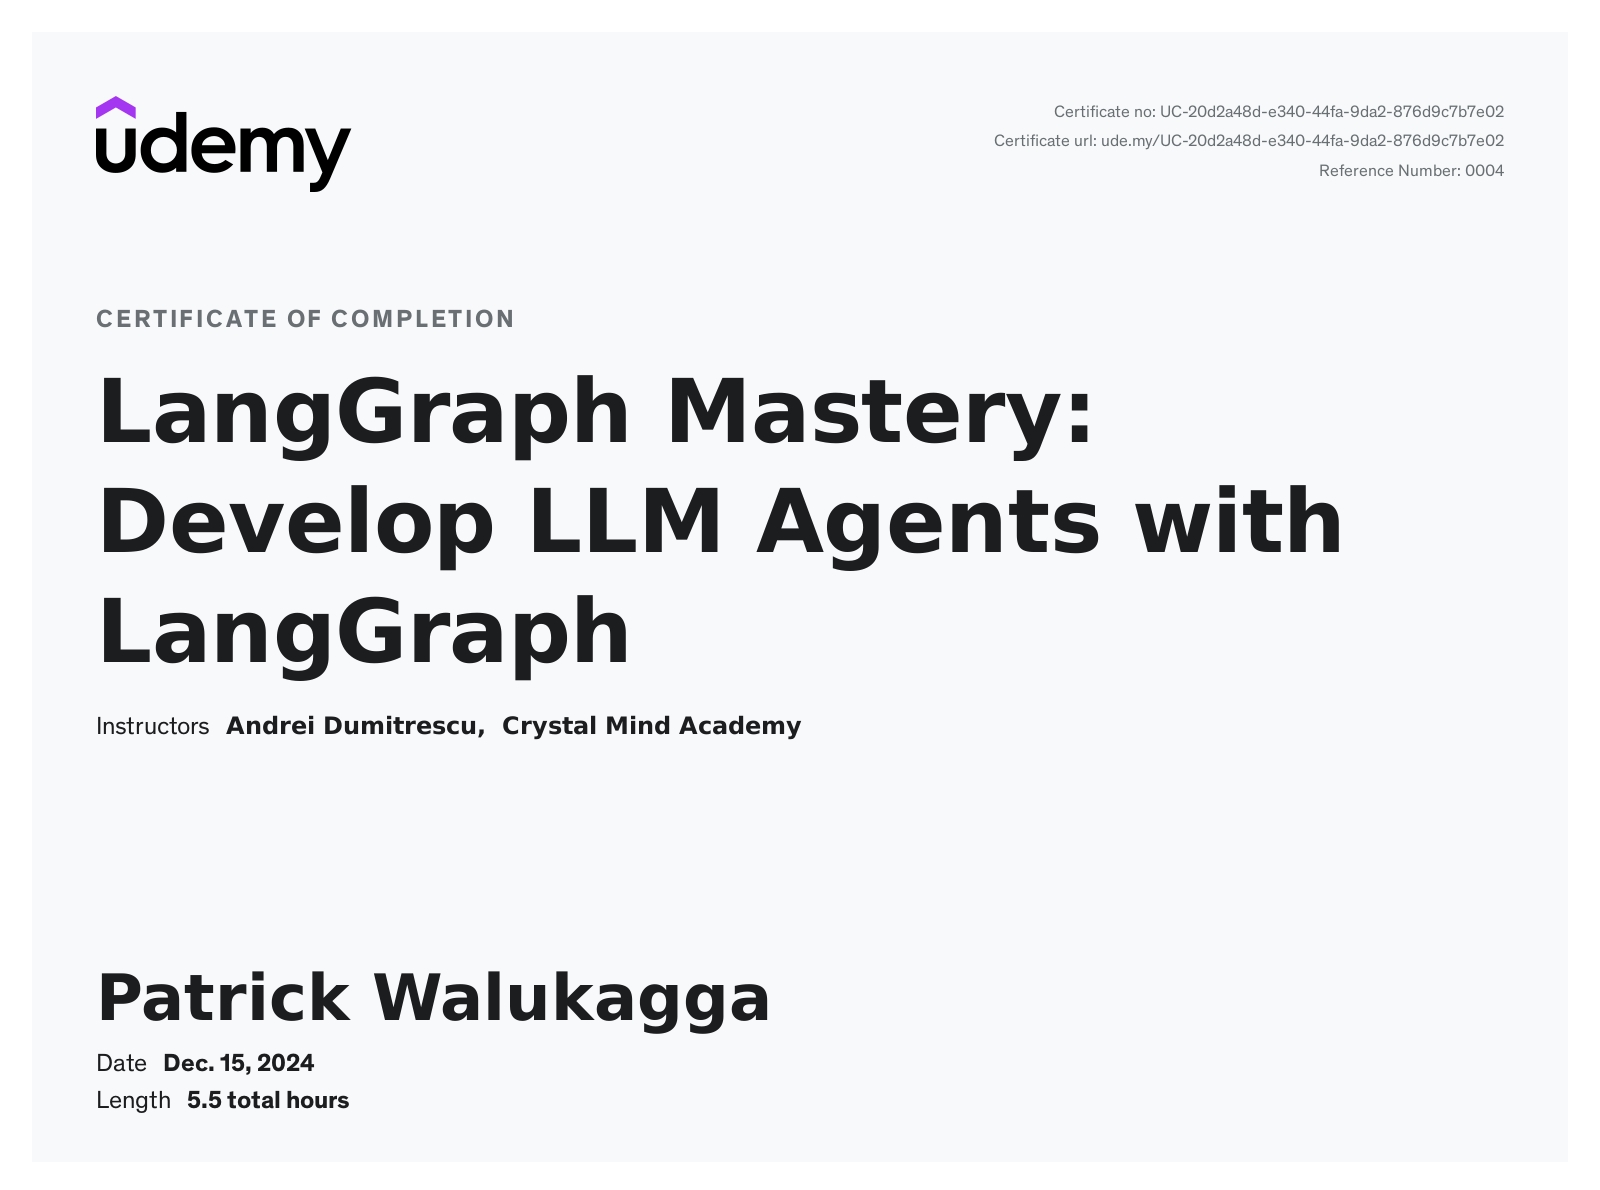 udemy
Certificate no: UC-20d2a48d-e340-44fa-9da2-876d9c7b7e02
Certificate url: ude.my/UC-20d2a48d-e340-44fa-9da2-876d9c7b7e02
Reference Number: 0004
CERTIFICATE OF COMPLETION
LangGraph Mastery:
Develop LLM Agents with
LangGraph
Instructors Andrei Dumitrescu, Crystal Mind Academy
Patrick Walukagga
Date Dec. 15, 2024
Length 5.5 total hours